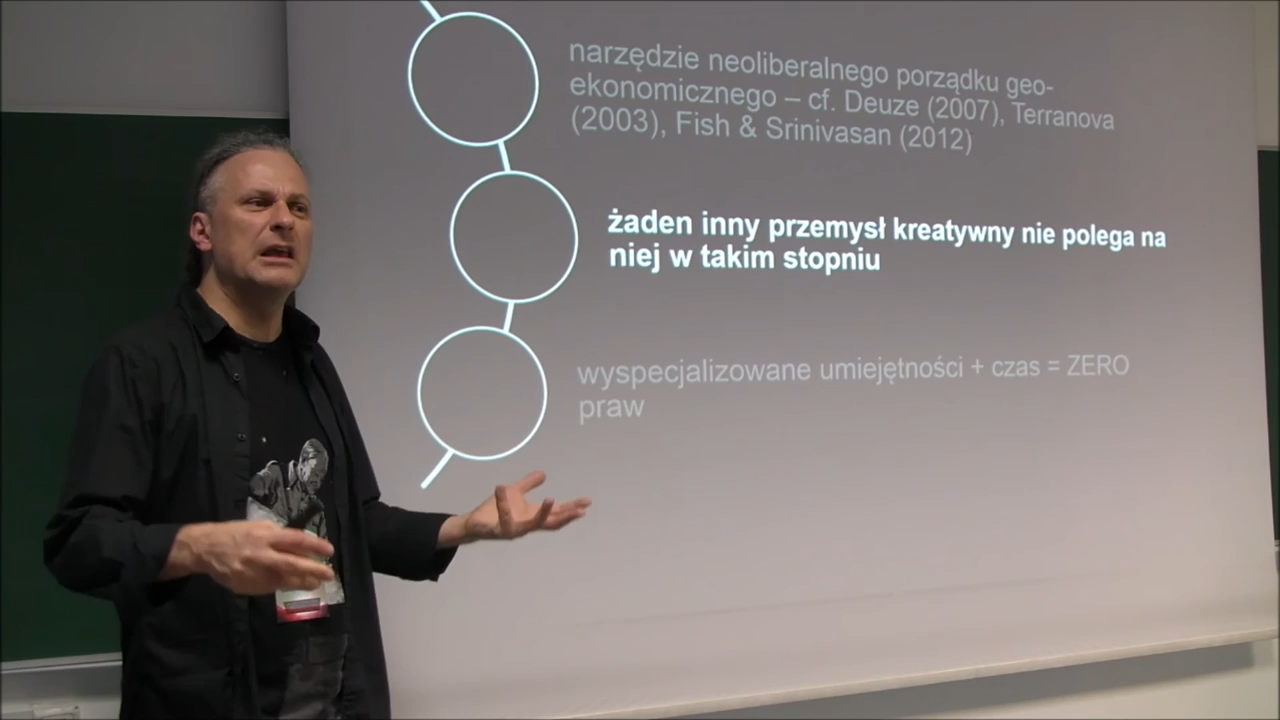 narzędzie neoliberalnego porządku geo-
ekonomicznego – cf. Deuze (2007), Terranova
(2003), Fish & Srinivasan (2012)
żaden inny przemysł kreatywny nie polega na
niej w takim stopniu
wyspecjalizowane umiejętności + czas = ZERO
praw